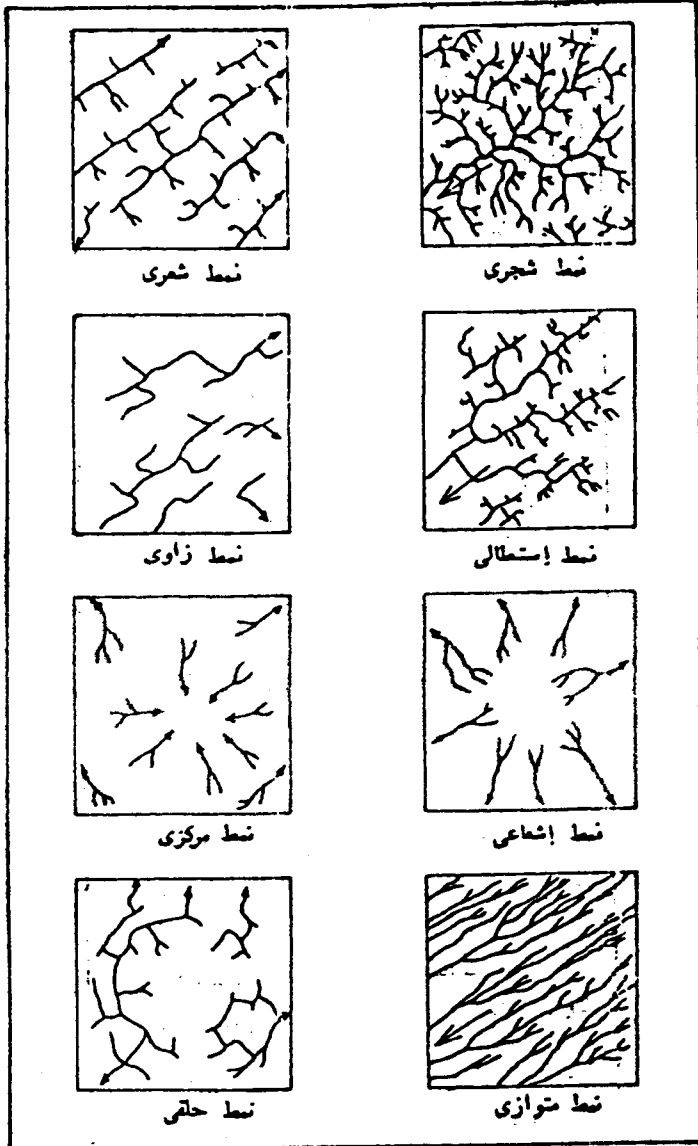 نمط شجرى
نمط شعرى
نمط إستطالى
نمط زاوى
نمط إشعاعى
نمط مركزى
نمط متوازى
نمط حلقى